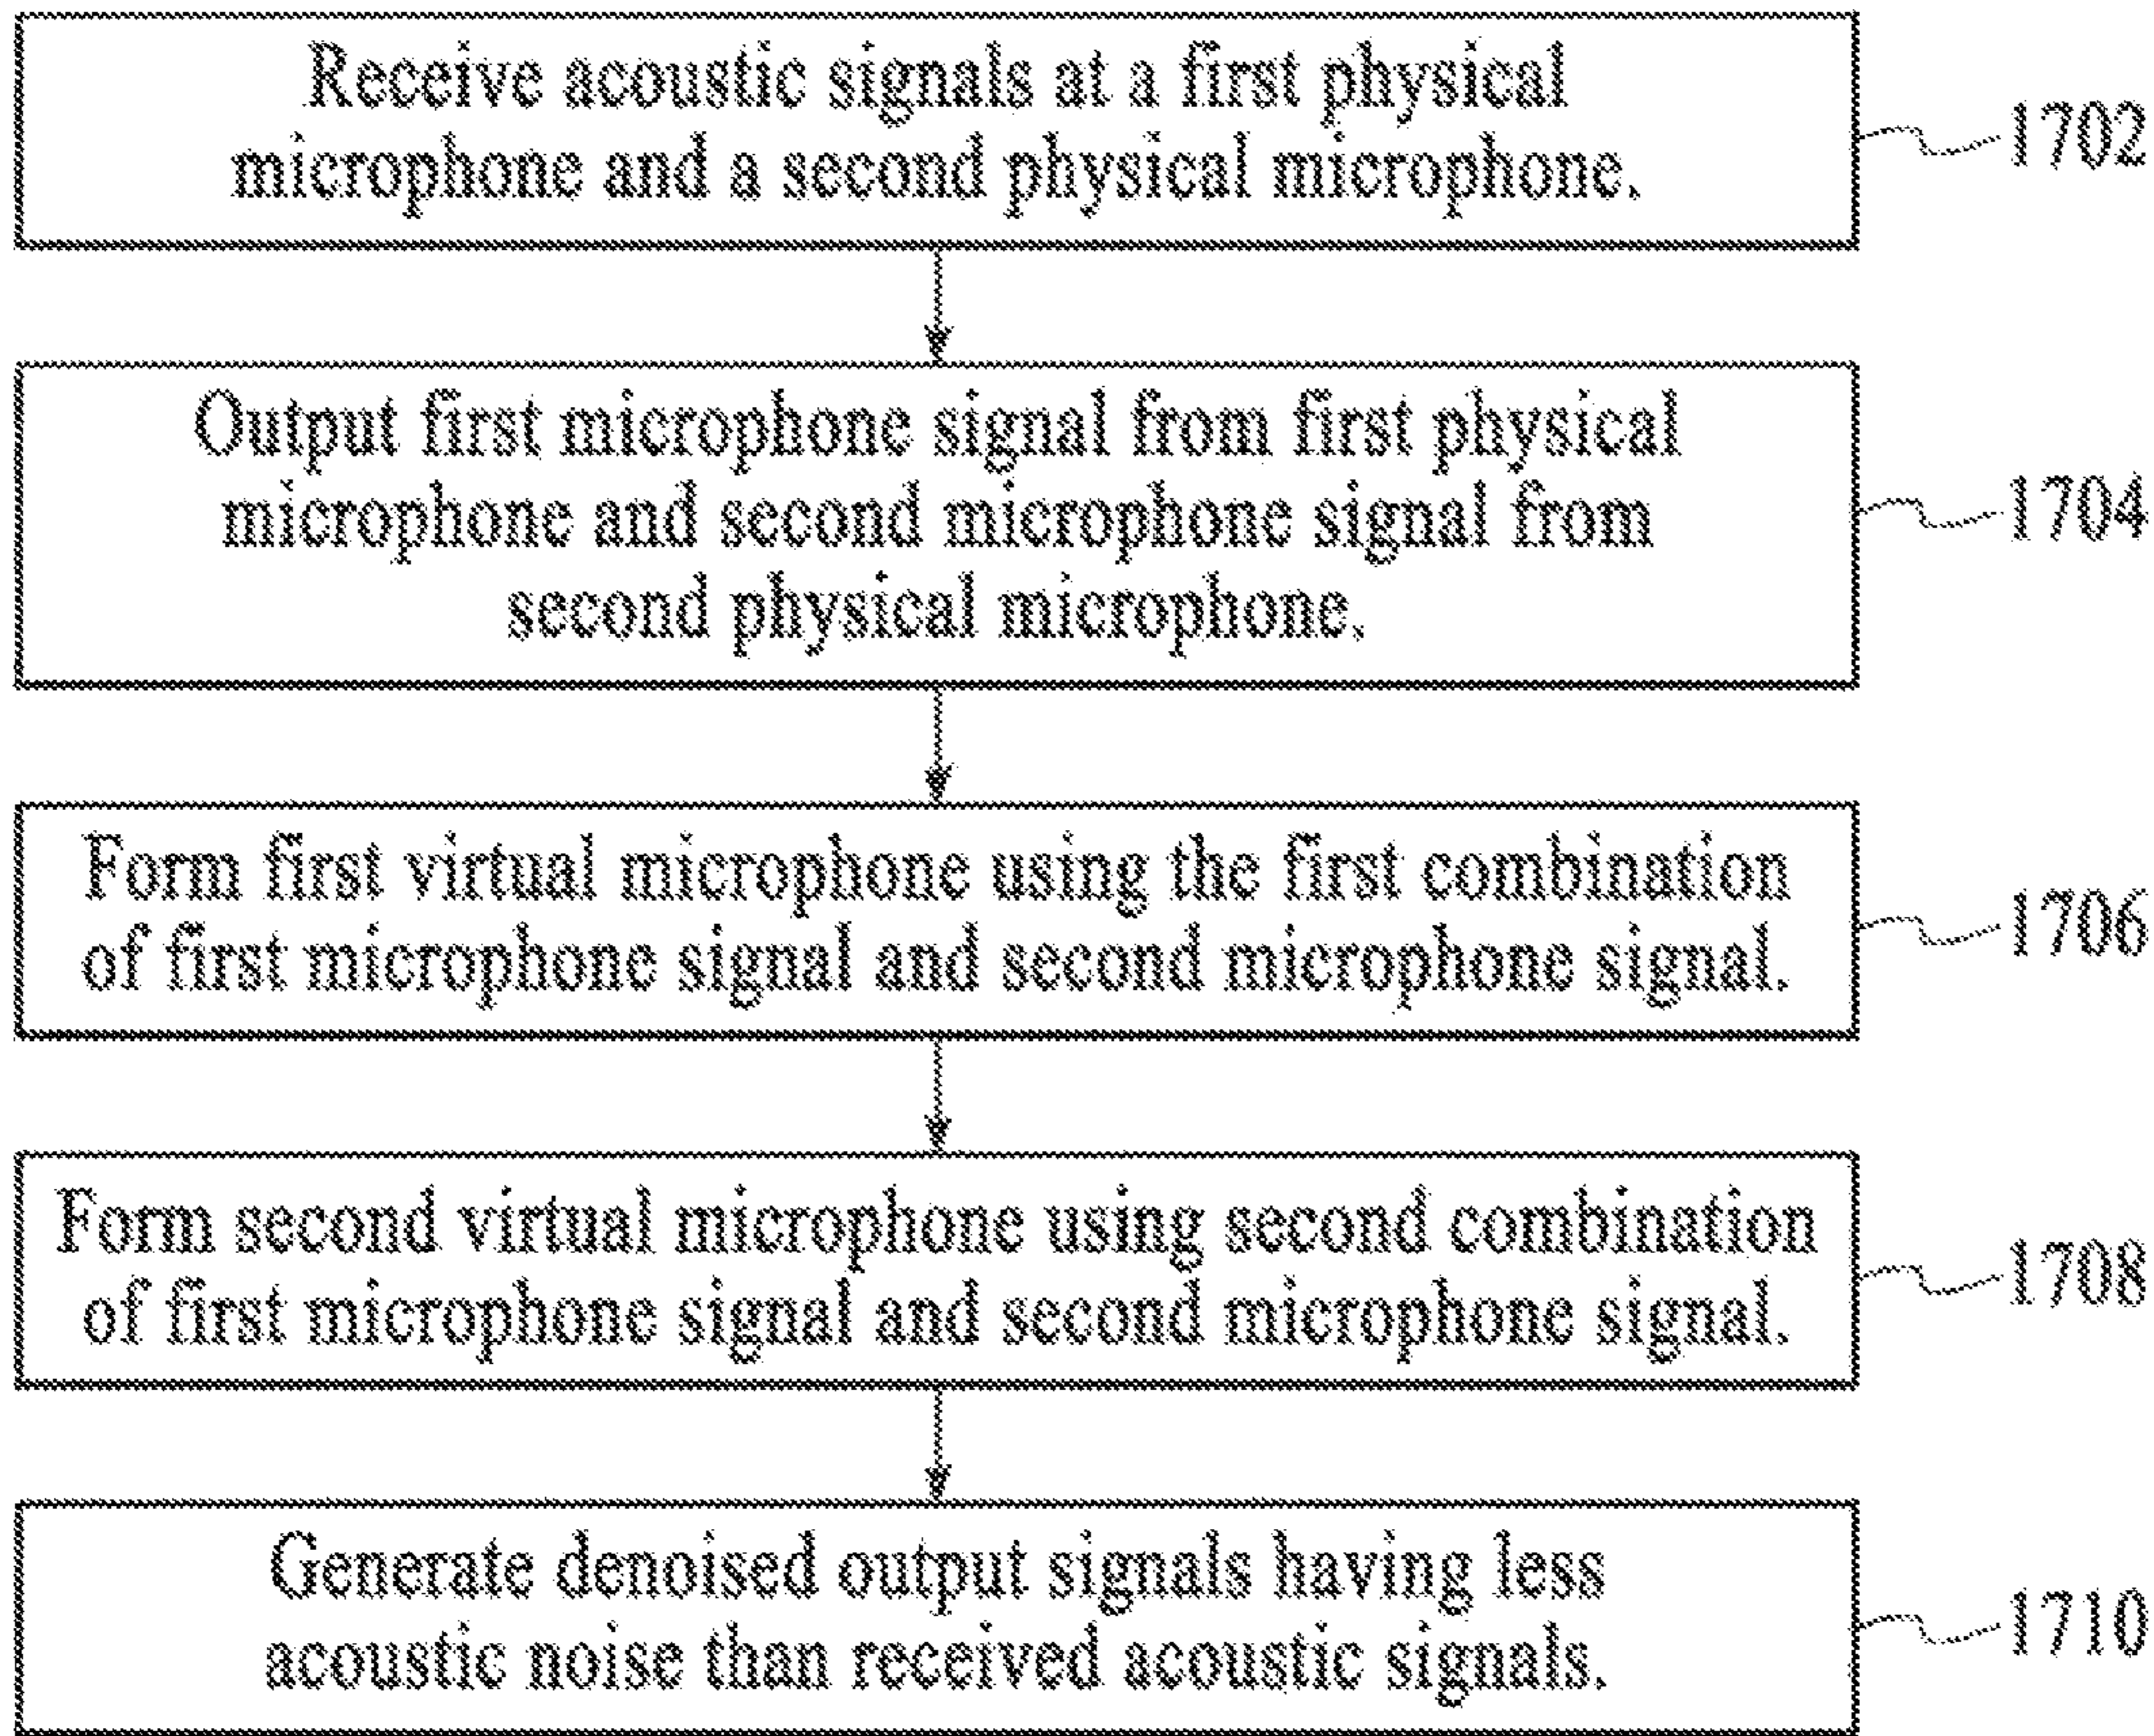 Receive acoustic signals at a first physical
microphone and a second physical microphone.
1702
Output first microphone signal from first physical
microphone and second microphone signal from
second physical microphone.
1704
Form first virtual microphone using the first combination
of first microphone signal and second microphone signal.
1706
Form second virtual microphone using second combination
of first microphone signal and second microphone signal.
1708
Generate denoised output signals having less
acoustic noise than received acoustic signals.
1710